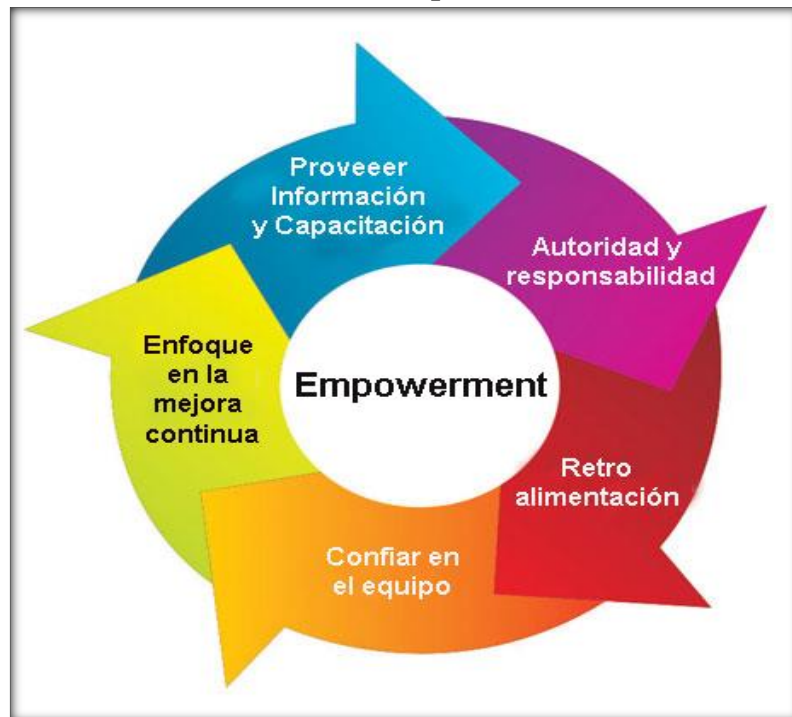 Proveeer
Información
y Capacitación
Autoridad y
responsabilidad
Retro
alimentación
Confiar en
el equipo
Enfoque
en la
mejora
continua
Empowerment